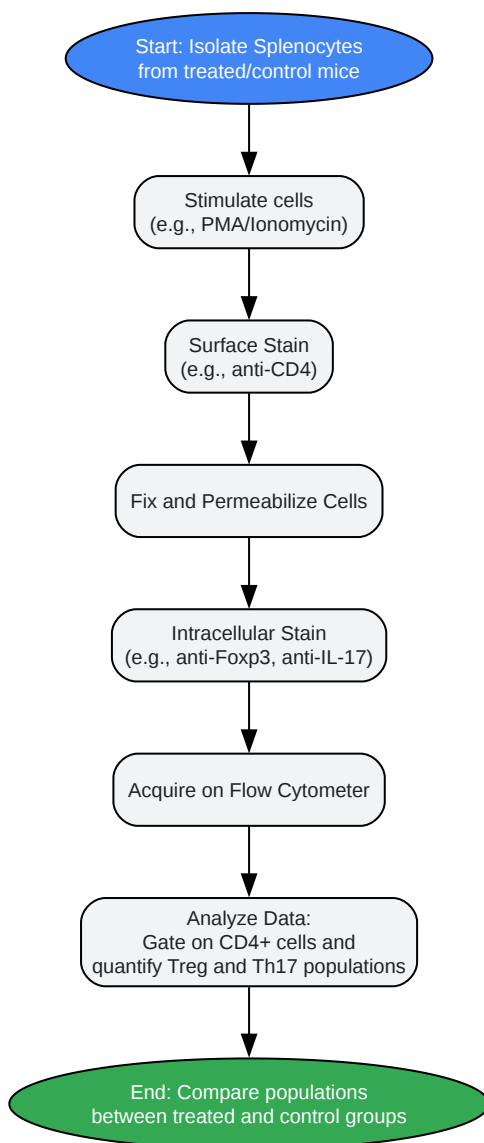 Start: Isolate Splenocytes
from treated/control mice
Stimulate cells
(e.g., PMA/Ionomycin)
Surface Stain
(e.g., anti-CD4)
Fix and Permeabilize Cells
Intracellular Stain
(e.g., anti-Foxp3, anti-IL-17)
Acquire on Flow Cytometer
Analyze Data:
Gate on CD4+ cells and
quantify Treg and Th17 populations
End: Compare populations
between treated and control groups